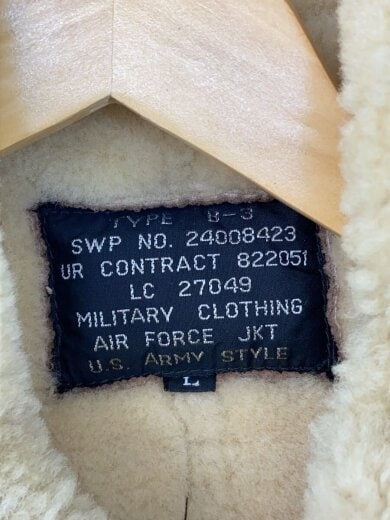 TYPE B-3
SWP NO. 24008423
UR CONTRACT 822051
LC 27049
MILITARY CLOTHING
AIR FORCE JKT
U.S. ARMY STYLE
L